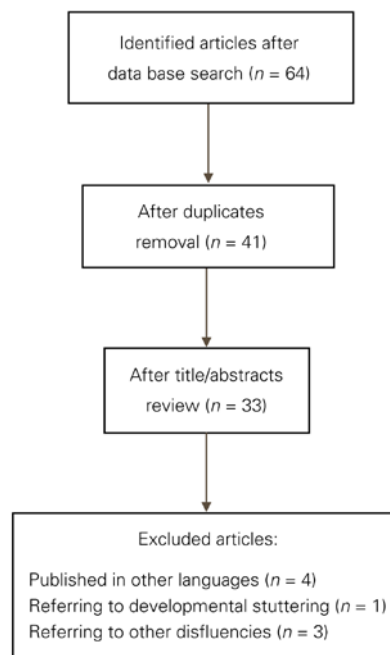 Identified articles after
data base search (n = 64)
After duplicates
removal (n = 41)
After title/abstracts
review (n = 33)
Excluded articles:
Published in other languages (n = 4)
Referring to developmental stuttering (n = 1)
Referring to other disfluencies (n = 3)